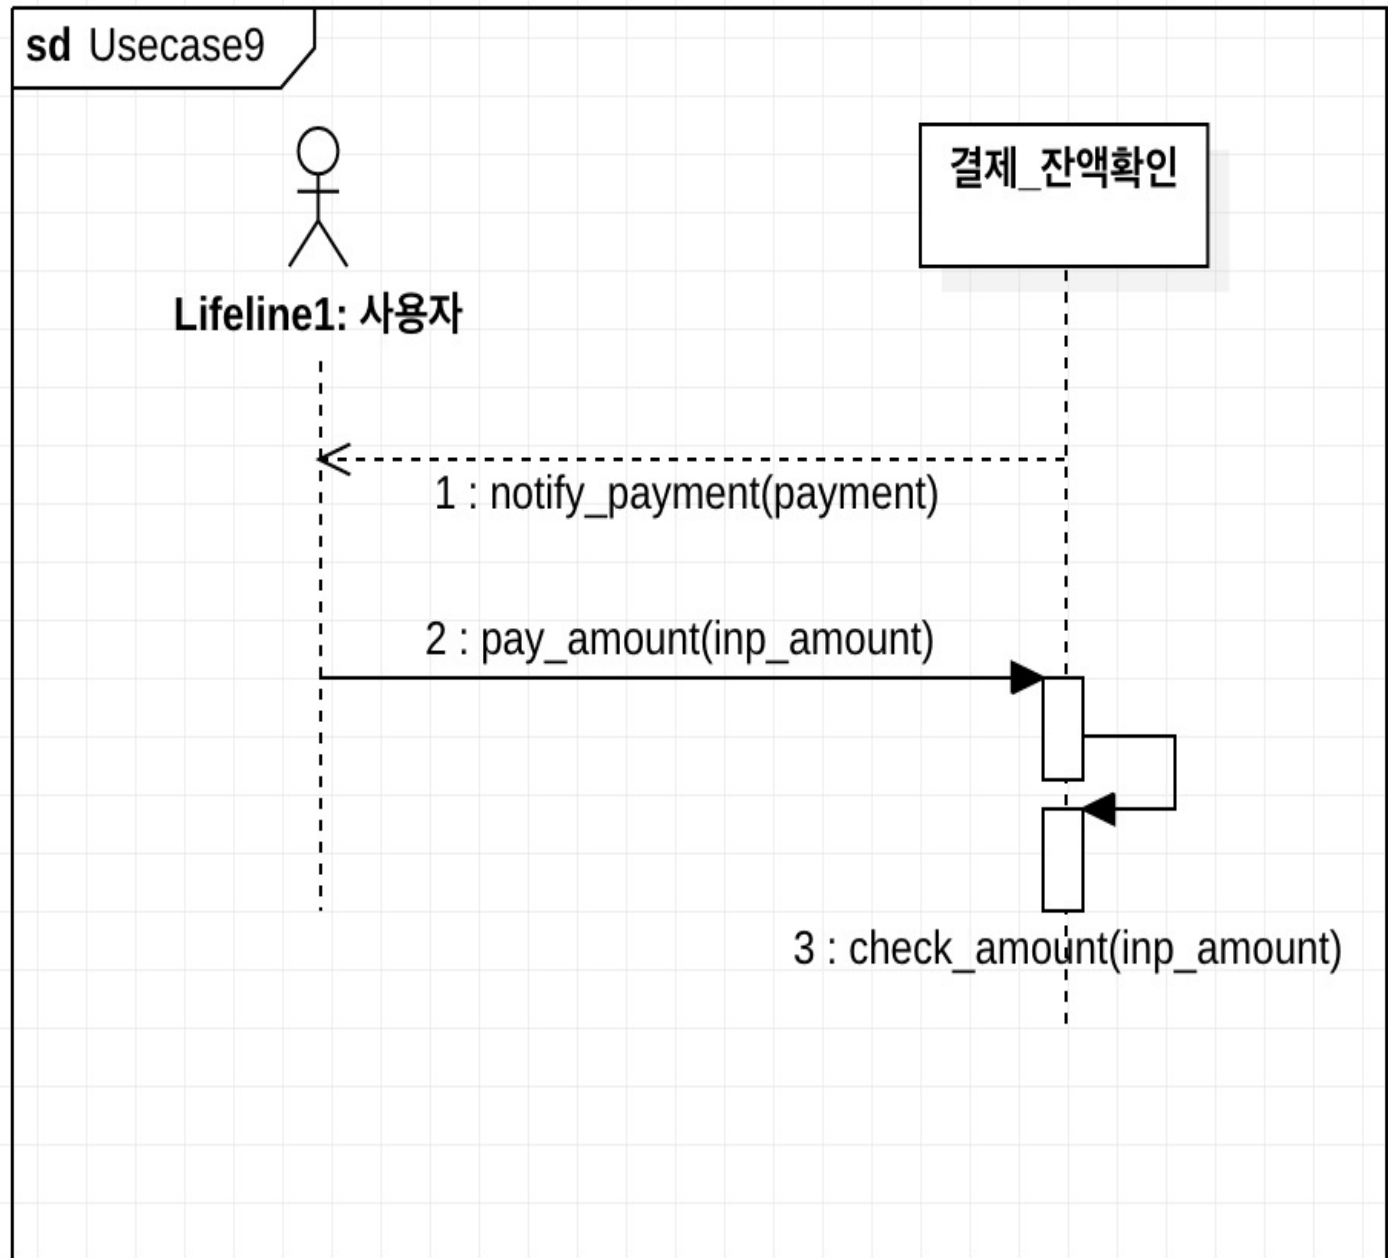 sd Usecase9
결제_잔액확인
Lifeline1: 사용자
1 : notify_payment(payment)
2 : pay_amount(inp_amount)
3 : check_amount(inp_amount)